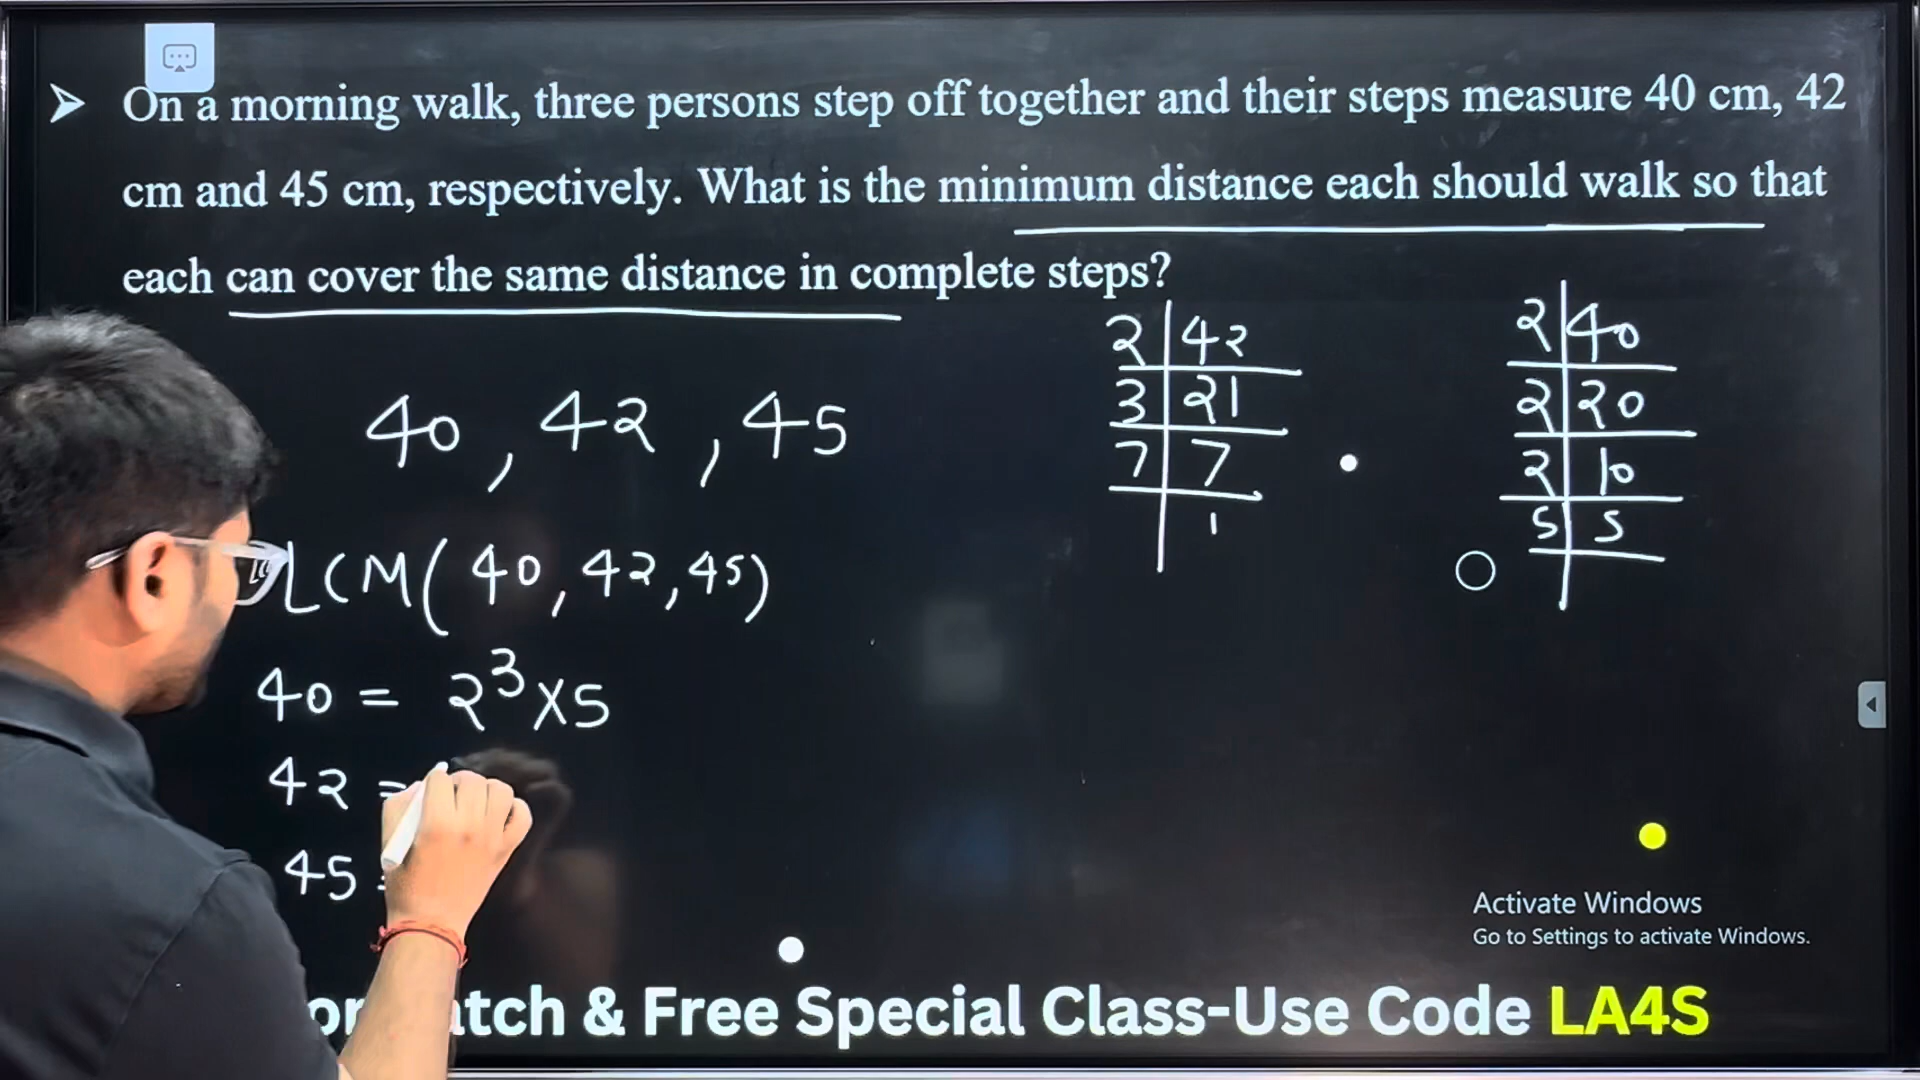 ➤ On a morning walk, three persons step off together and their steps measure 40 cm, 42
cm and 45 cm, respectively. What is the minimum distance each should walk so that
each can cover the same distance in complete steps?
40, 42, 45
LCM(40, 42, 45)
40 = 2³×5
42 =
45
2|42
3|21
7|7
1
2|40
2|20
2|10
5|5
Activate Windows
Go to Settings to activate Windows.
& Free Special Class-Use Code LA4S